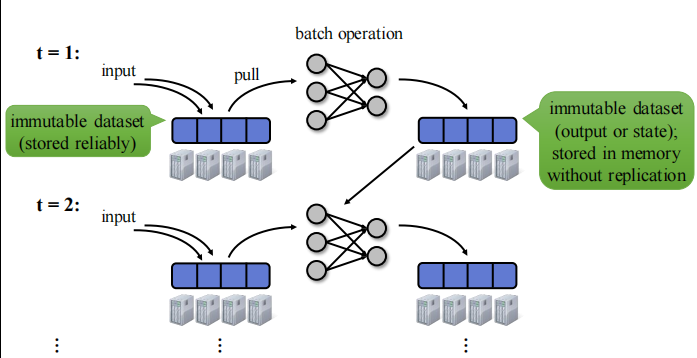 batch operation
t = 1:
input
pull
immutable dataset
(stored reliably)
immutable dataset
(output or state);
stored in memory
without replication
t = 2:
input